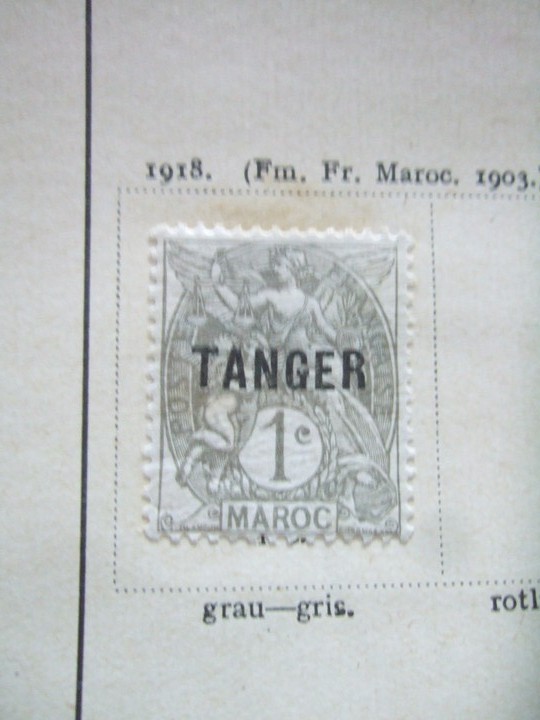 1918. (Fm. Fr. Maroc. 1903.
TANGER
1c
MAROC
grau—gris.
rotl